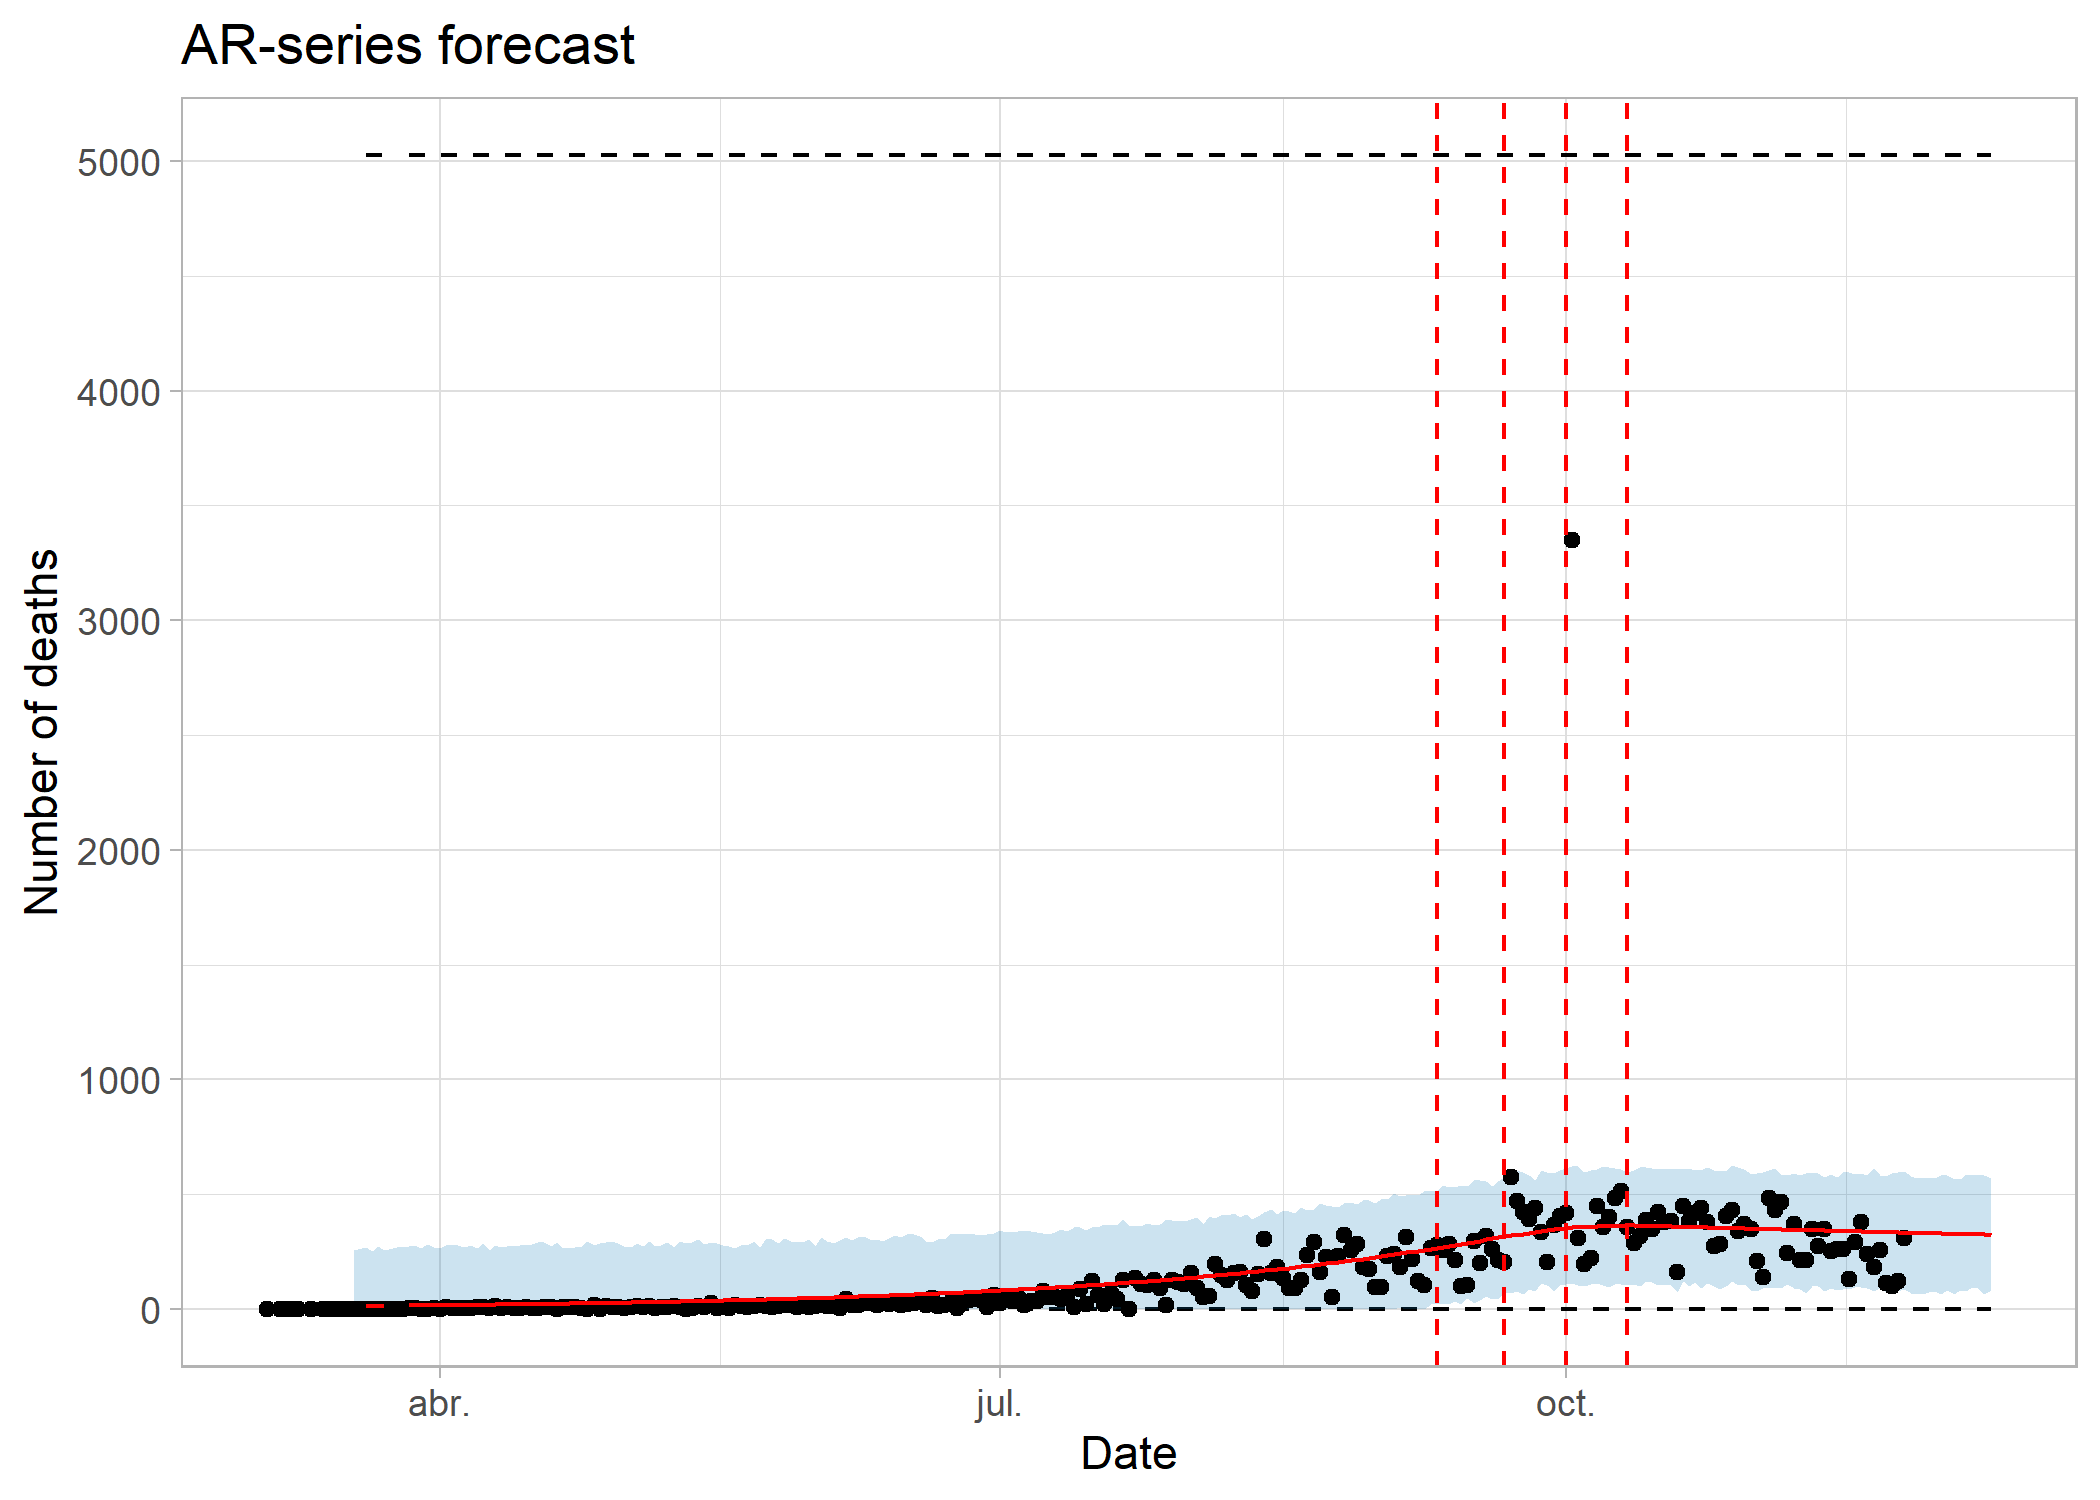 AR-series forecast
5000
4000
3000
2000
1000
0
Number of deaths
abr.
jul.
oct.
Date